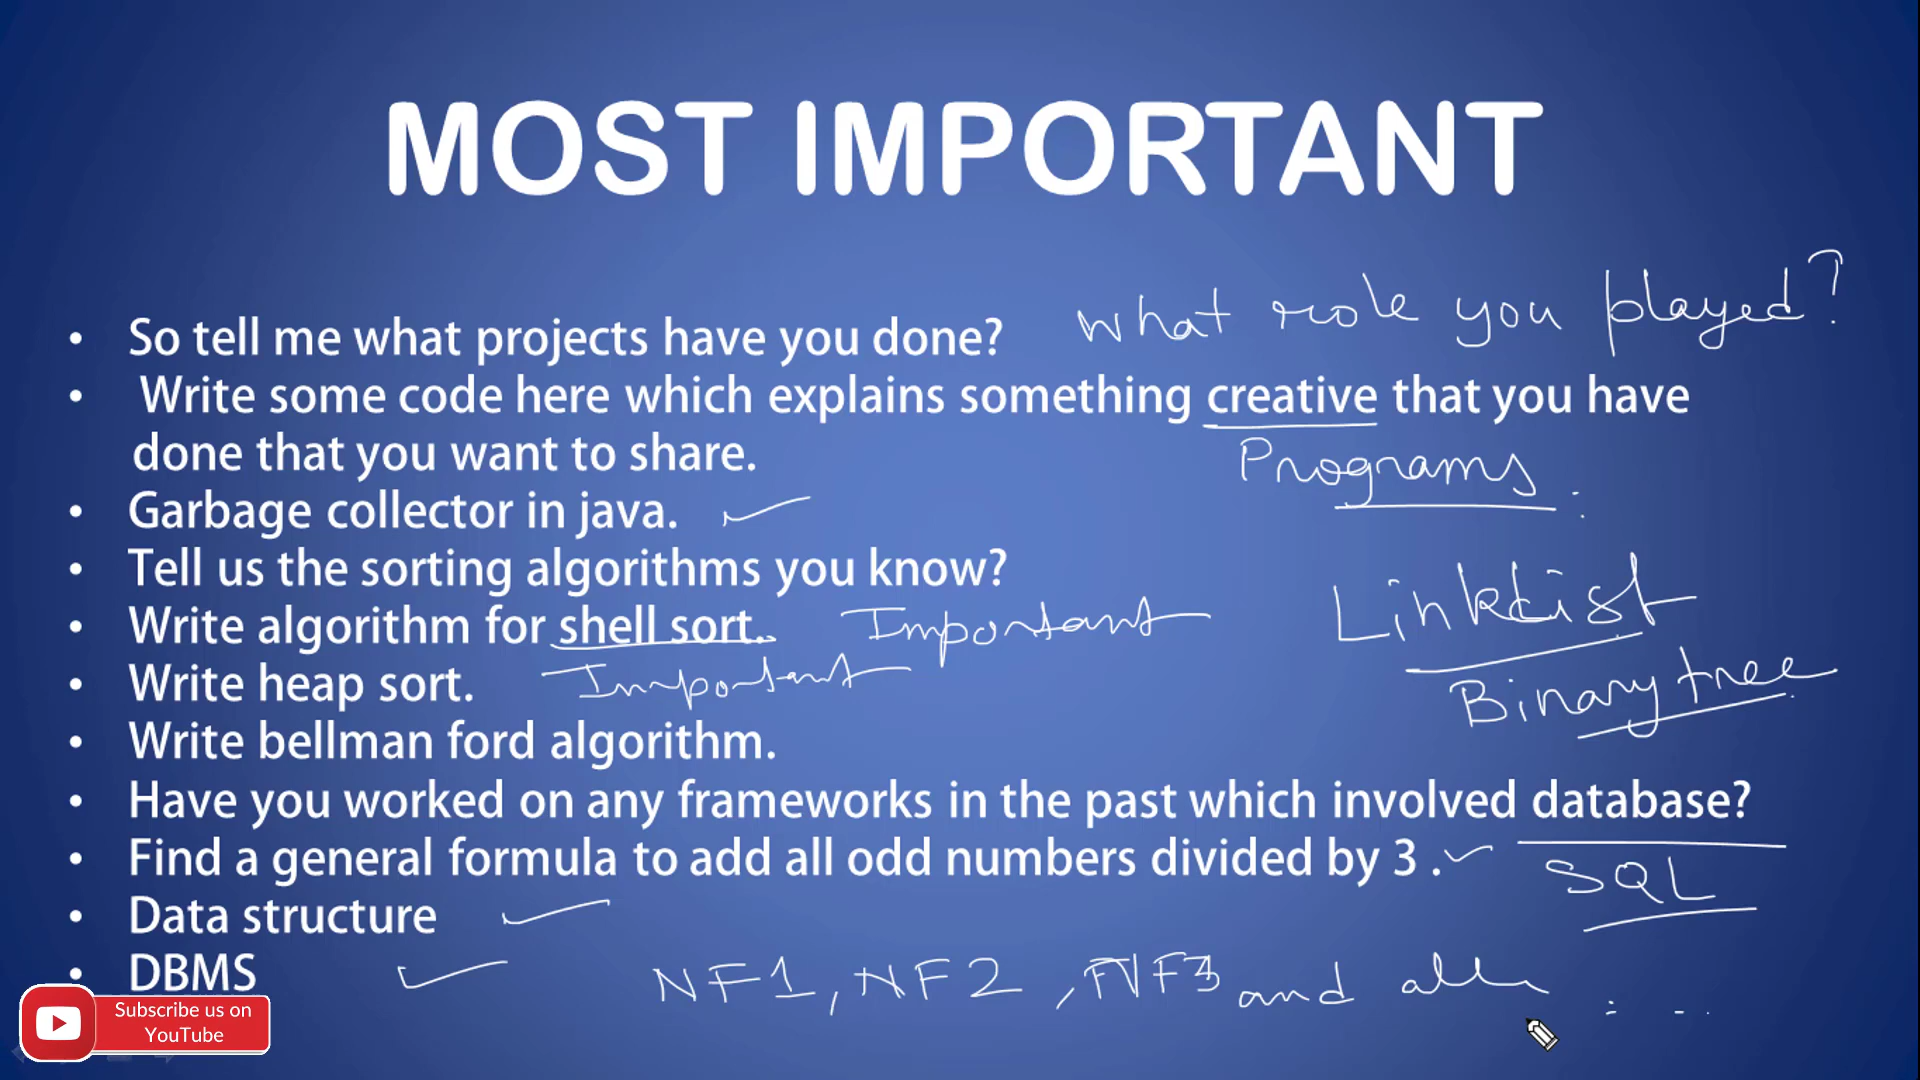 MOST IMPORTANT
• So tell me what projects have you done? What role you played?
• Write some code here which explains something creative that you have
done that you want to share. Programs
• Garbage collector in java.
• Tell us the sorting algorithms you know?
Linktist
• Write algorithm for shell sort. Important
• Write heap sort. Important Binary tree
• Write bellman ford algorithm.
• Have you worked on any frameworks in the past which involved database?
• Find a general formula to add all odd numbers divided by 3 . SQL
• Data structure
• DBMS NF1, NF2, NF3 and all
Subscribe us on
YouTube